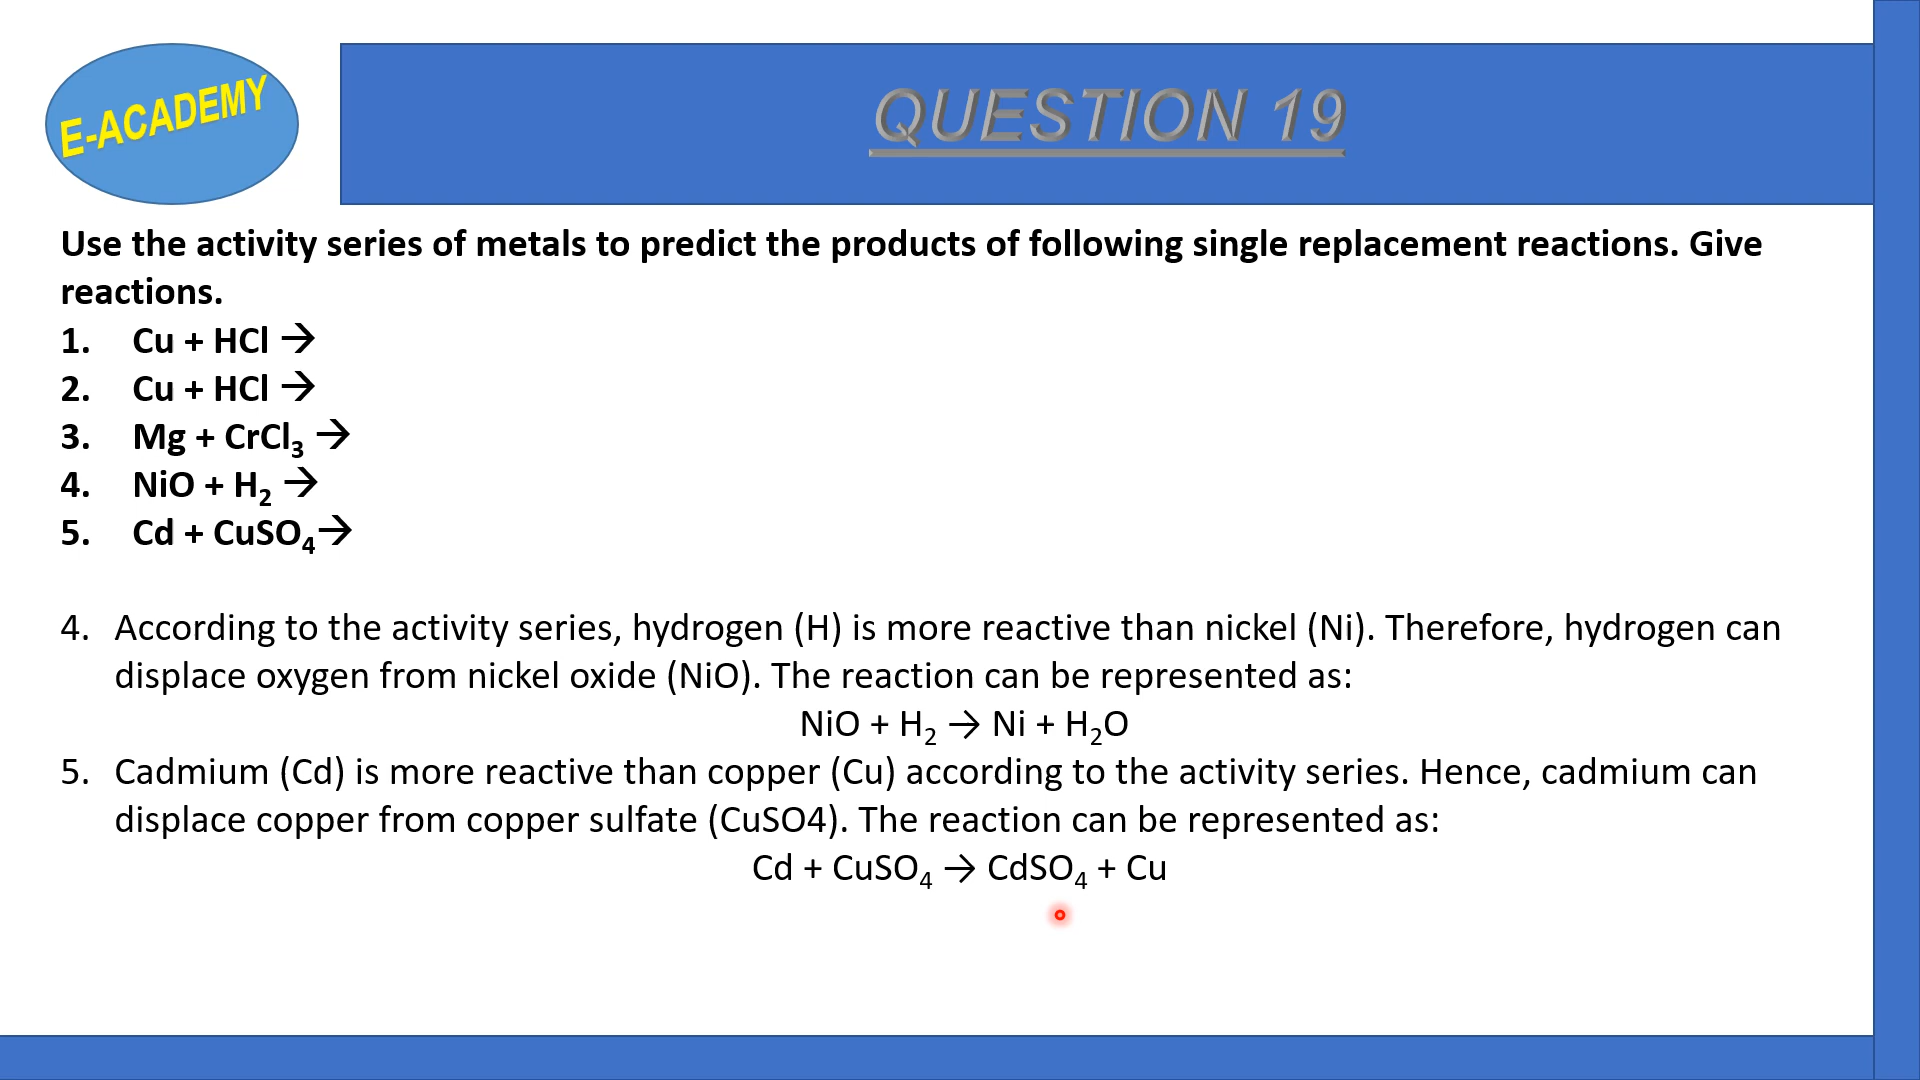 E-ACADEMY
QUESTION 19
Use the activity series of metals to predict the products of following single replacement reactions. Give
reactions.
1. Cu + HCl →
2. Cu + HCl →
3. Mg + CrCl₃ →
4. NiO + H₂ →
5. Cd + CuSO₄→
4. According to the activity series, hydrogen (H) is more reactive than nickel (Ni). Therefore, hydrogen can
displace oxygen from nickel oxide (NiO). The reaction can be represented as:
NiO + H₂ → Ni + H₂O
5. Cadmium (Cd) is more reactive than copper (Cu) according to the activity series. Hence, cadmium can
displace copper from copper sulfate (CuSO4). The reaction can be represented as:
Cd + CuSO₄ → CdSO₄ + Cu